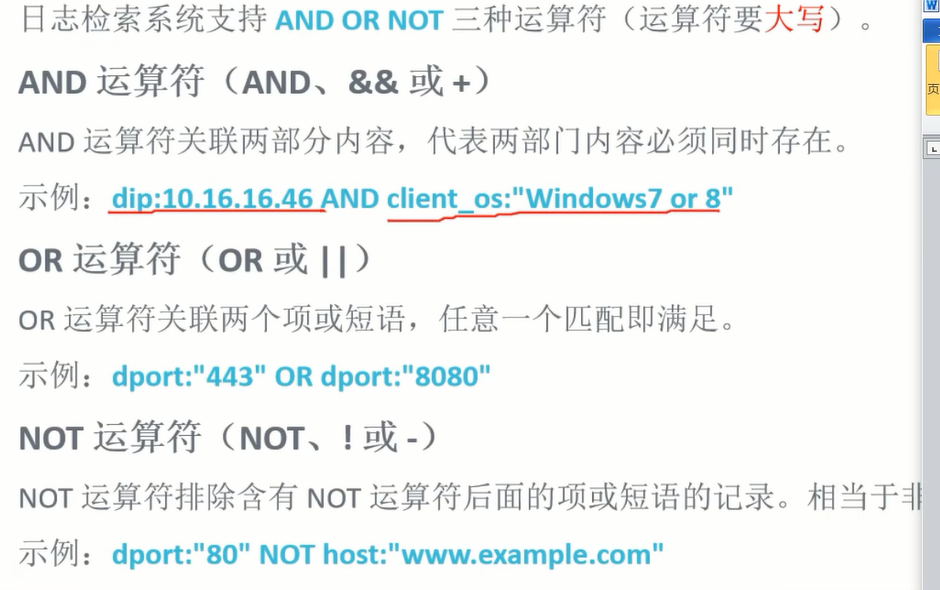 日志检索系统支持 AND OR NOT 三种运算符（运算符要大写）。
AND 运算符（AND、&& 或 +）
AND 运算符关联两部分内容，代表两部门内容必须同时存在。
示例：dip:10.16.16.46 AND client_os:"Windows7 or 8"
OR 运算符（OR 或 ||）
OR 运算符关联两个项或短语，任意一个匹配即满足。
示例：dport:"443" OR dport:"8080"
NOT 运算符（NOT、! 或 -）
NOT 运算符排除含有 NOT 运算符后面的项或短语的记录。相当于非
示例：dport:"80" NOT host:"www.example.com"
W
页